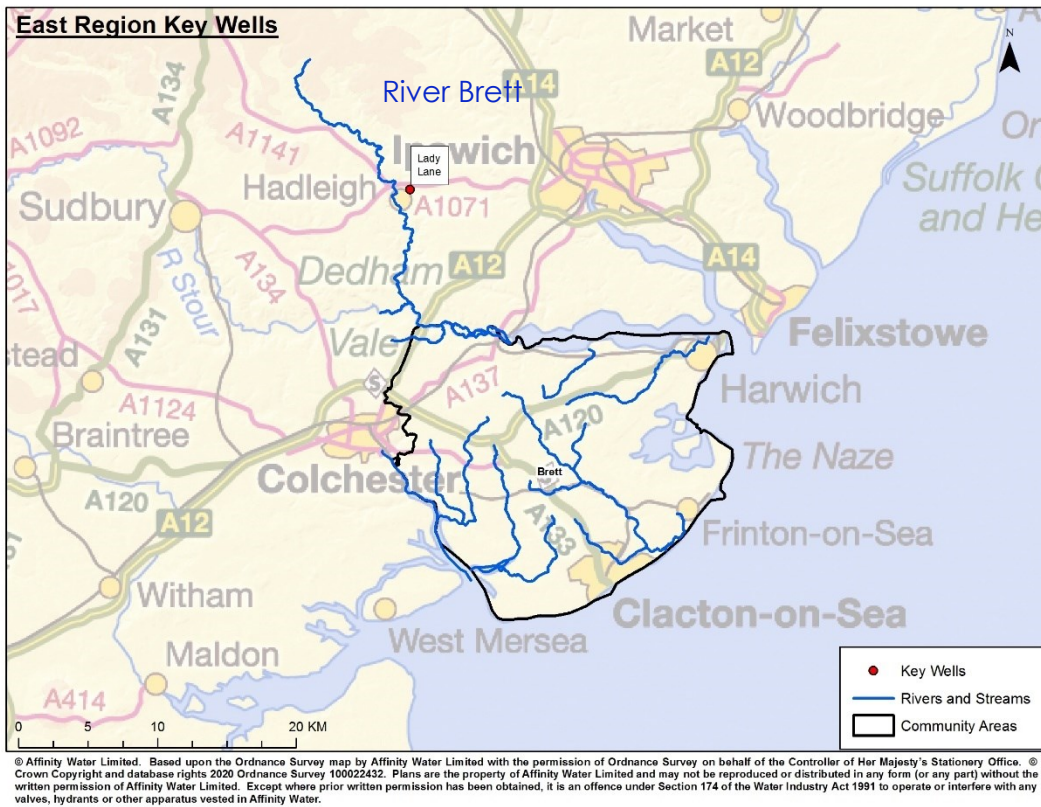 East Region Key Wells
Market
A12
N
A134
River Brett
A14
Woodbridge
A1092
A1141
Ipswich
Lady
Lane
Hadleigh
A1071
Suffolk
and He
Sudbury
R Stour
A134
Dedham
A12
A14
1017
A131
Vale
Felixstowe
stead
A137
Harwich
A1124
A120
Braintree
The Naze
Colchester
Brett
A120
A12
A133
Frinton-on-Sea
Witham
Clacton-on-Sea
West Mersea
Maldon
A414
Key Wells
Rivers and Streams
Community Areas
0 5 10 20 KM
© Affinity Water Limited. Based upon the Ordnance Survey map by Affinity Water Limited with the permission of Ordnance Survey on behalf of the Controller of Her Majesty's Stationery Office. ©
Crown Copyright and database rights 2020 Ordnance Survey 100022432. Plans are the property of Affinity Water Limited and may not be reproduced or distributed in any form (or any part) without the
written permission of Affinity Water Limited. Except where prior written permission has been obtained, it is an offence under Section 174 of the Water Industry Act 1991 to operate or interfere with any
valves, hydrants or other apparatus vested in Affinity Water.